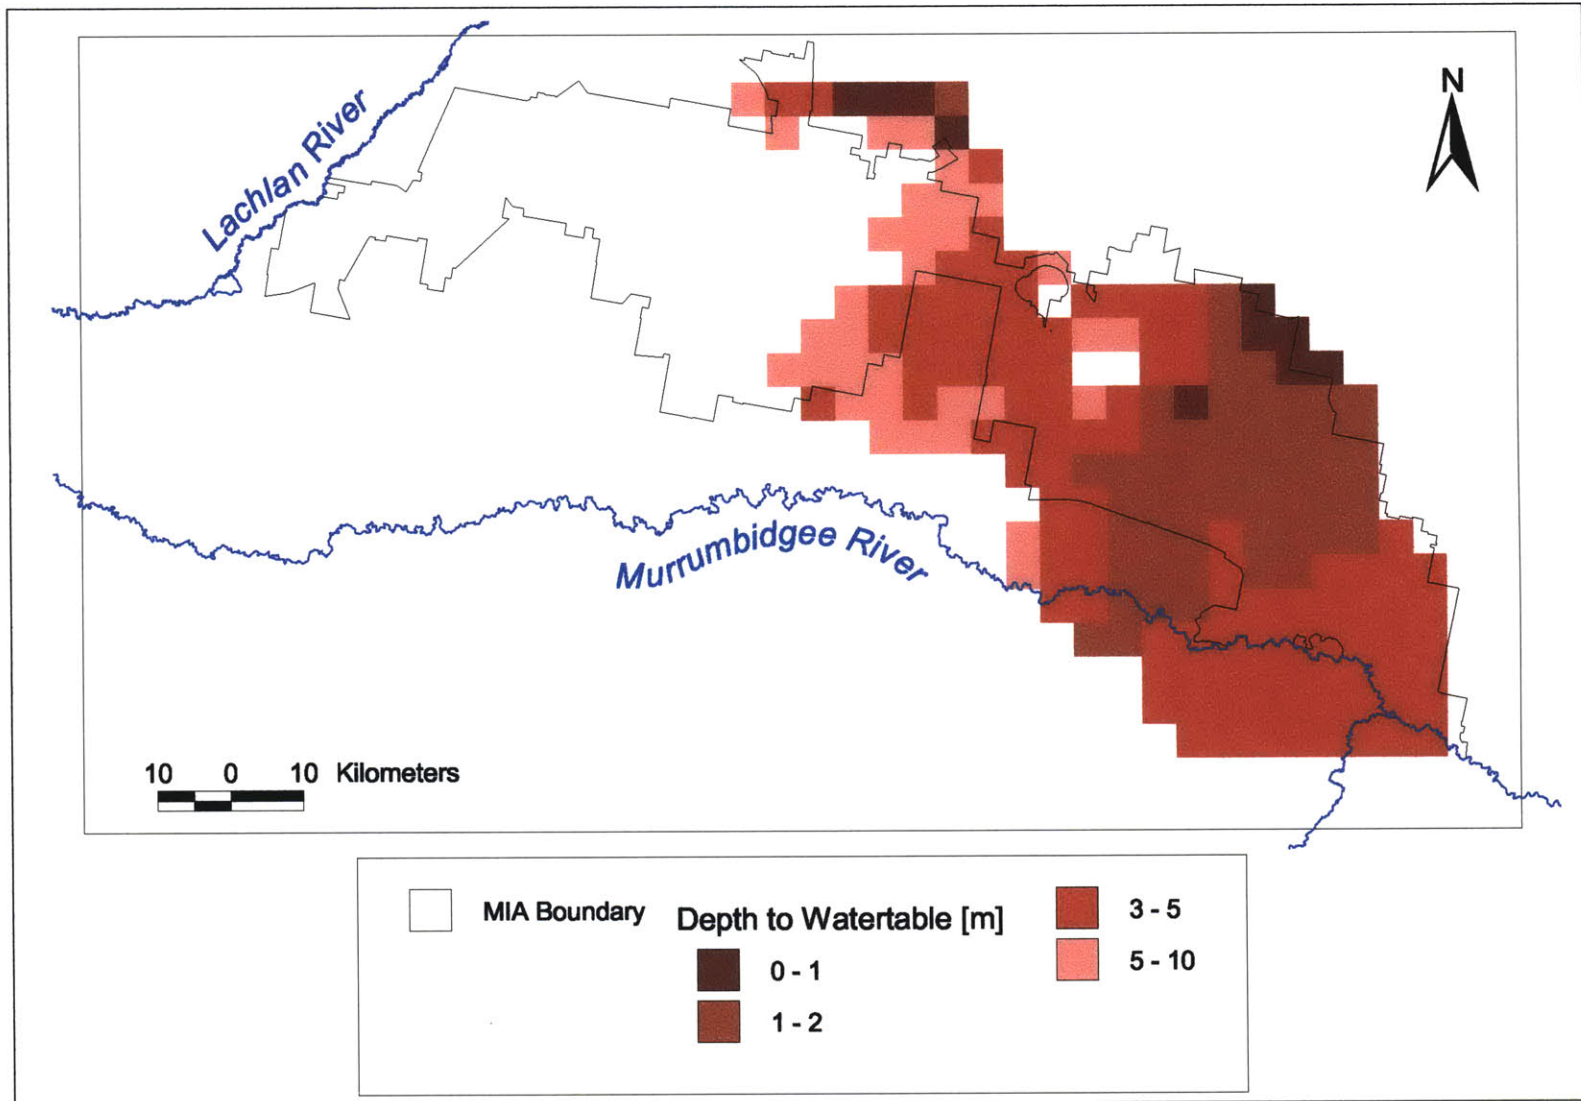 N
Lachlan River
Murrumbidgee River
10 0 10 Kilometers
MIA Boundary
Depth to Watertable [m]
0 - 1
1 - 2
3 - 5
5 - 10